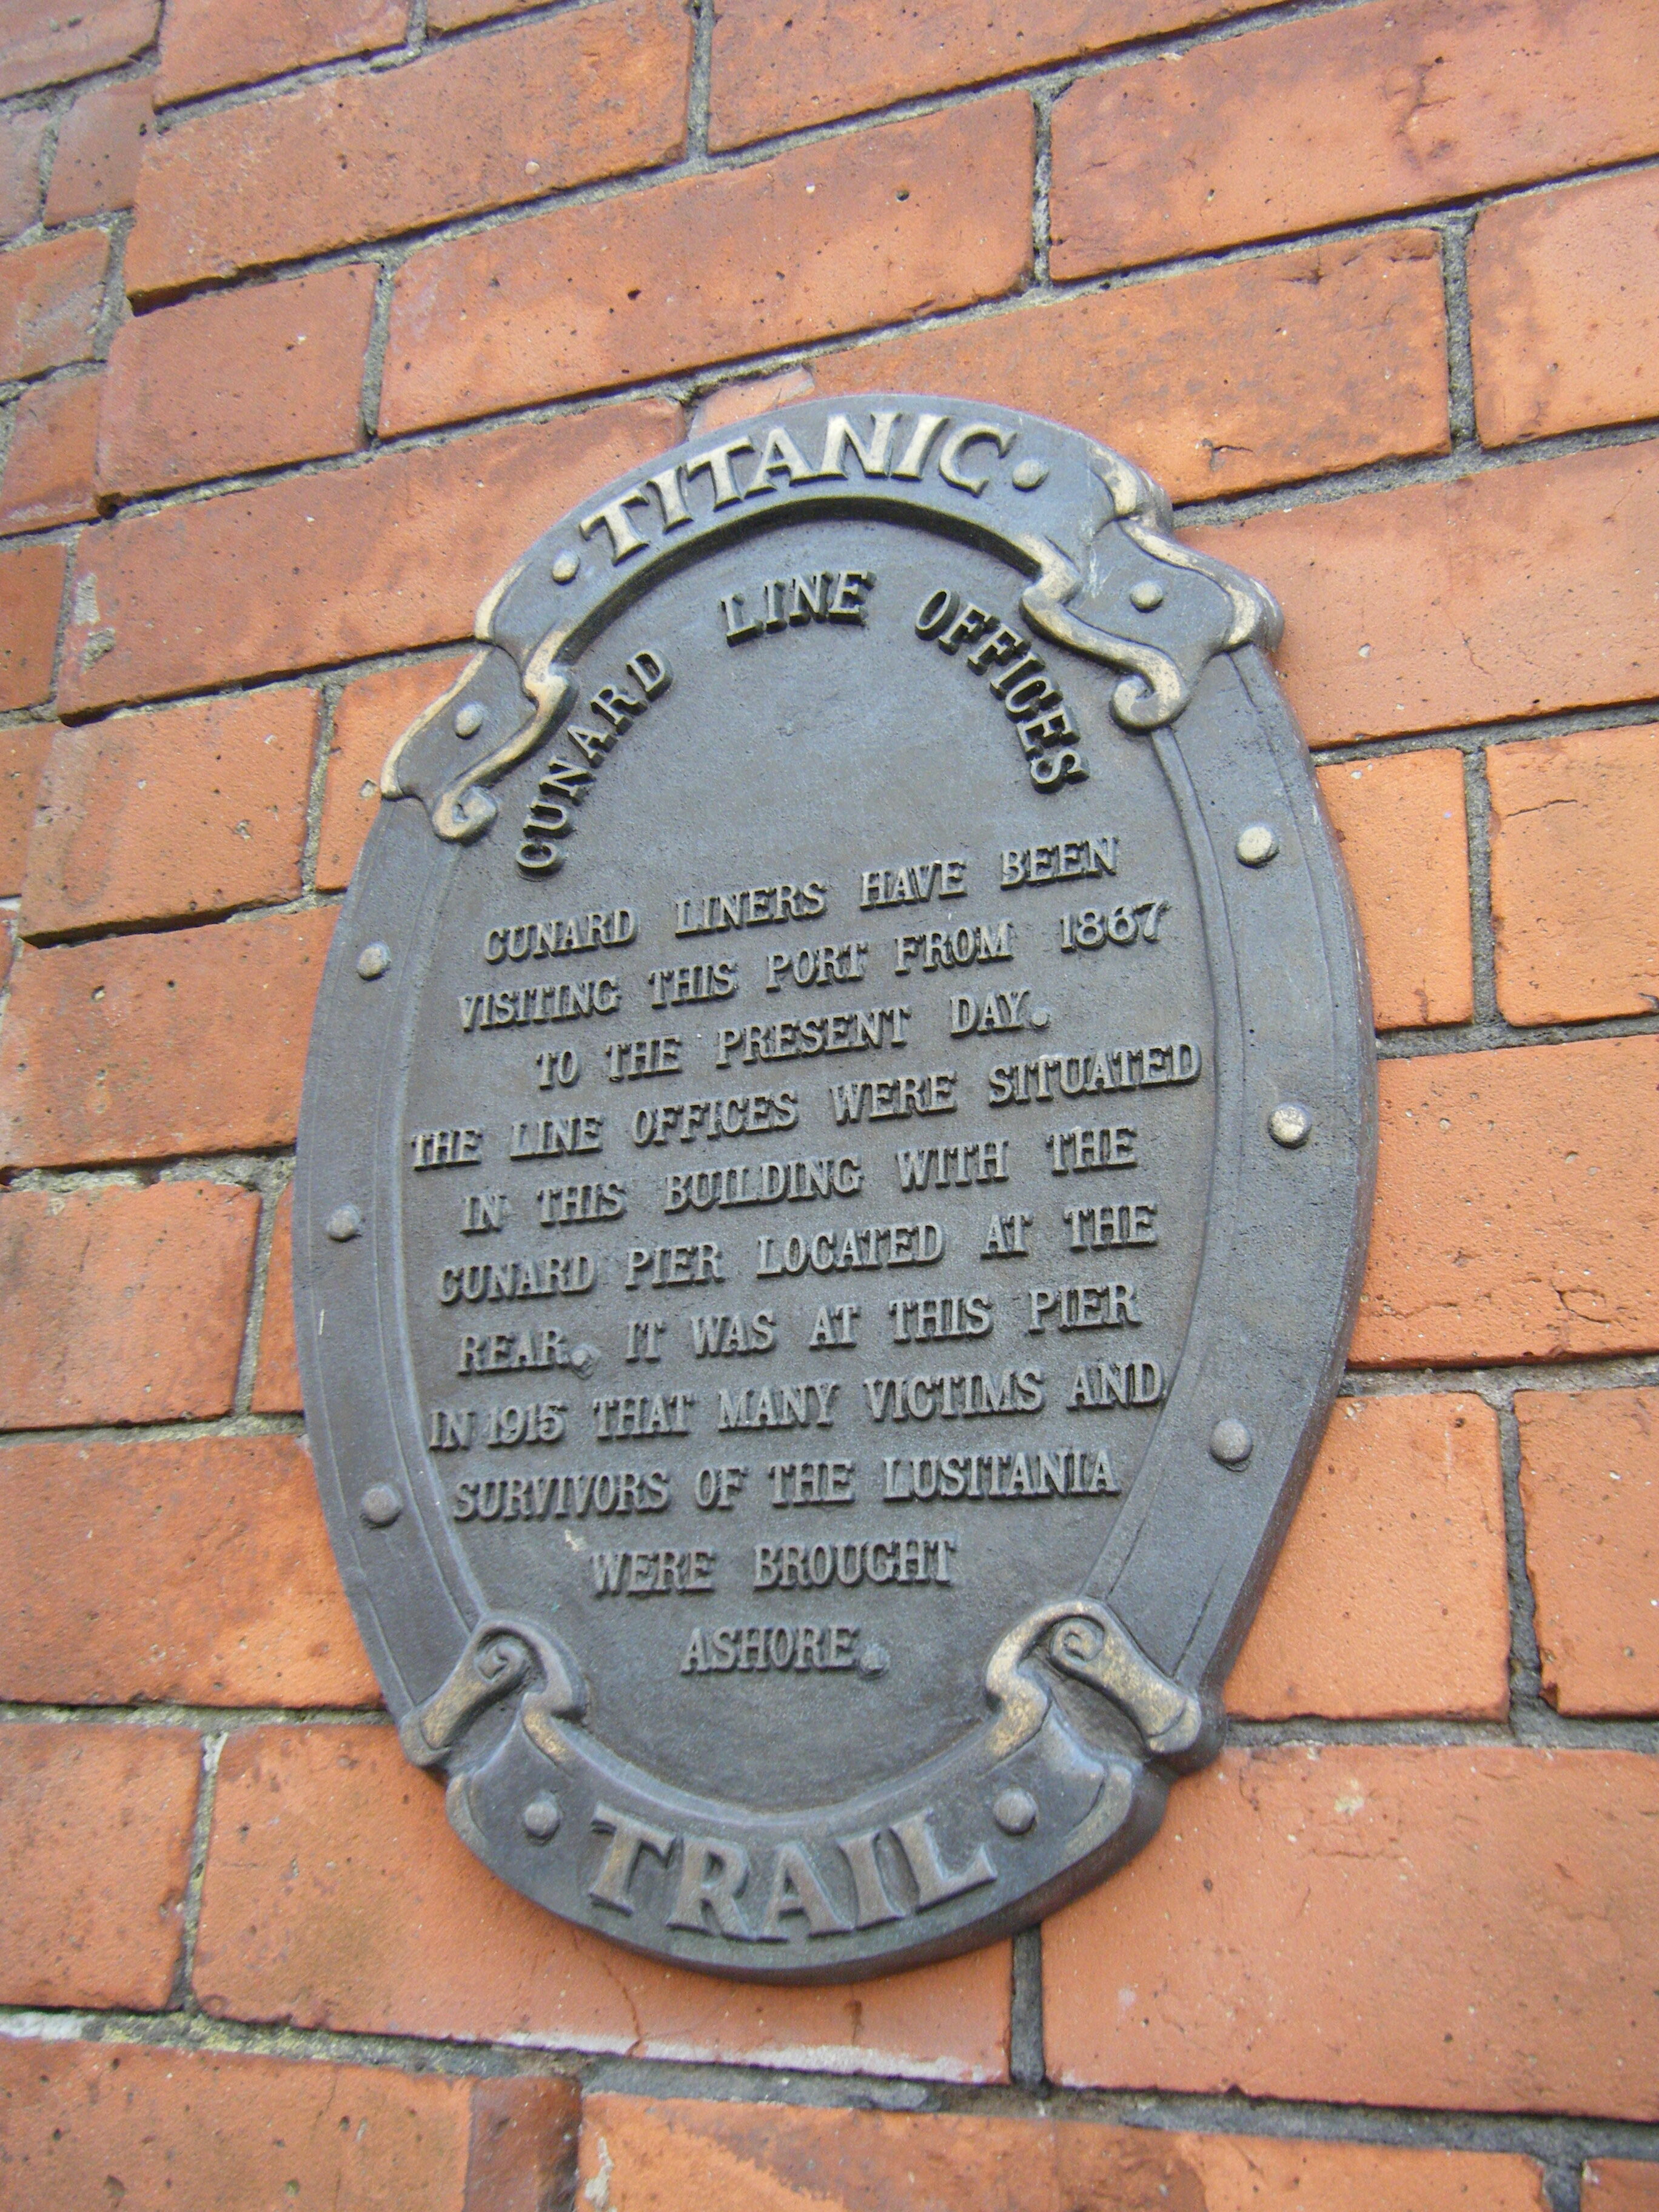 TITANIC
CUNARD LINE OFFICES
CUNARD LINERS HAVE BEEN
VISITING THIS PORT FROM 1867
TO THE PRESENT DAY.
THE LINE OFFICES WERE SITUATED
IN THIS BUILDING WITH THE
CUNARD PIER LOCATED AT THE
REAR. IT WAS AT THIS PIER
IN 1915 THAT MANY VICTIMS AND
SURVIVORS OF THE LUSITANIA
WERE BROUGHT
ASHORE.
TRAIL